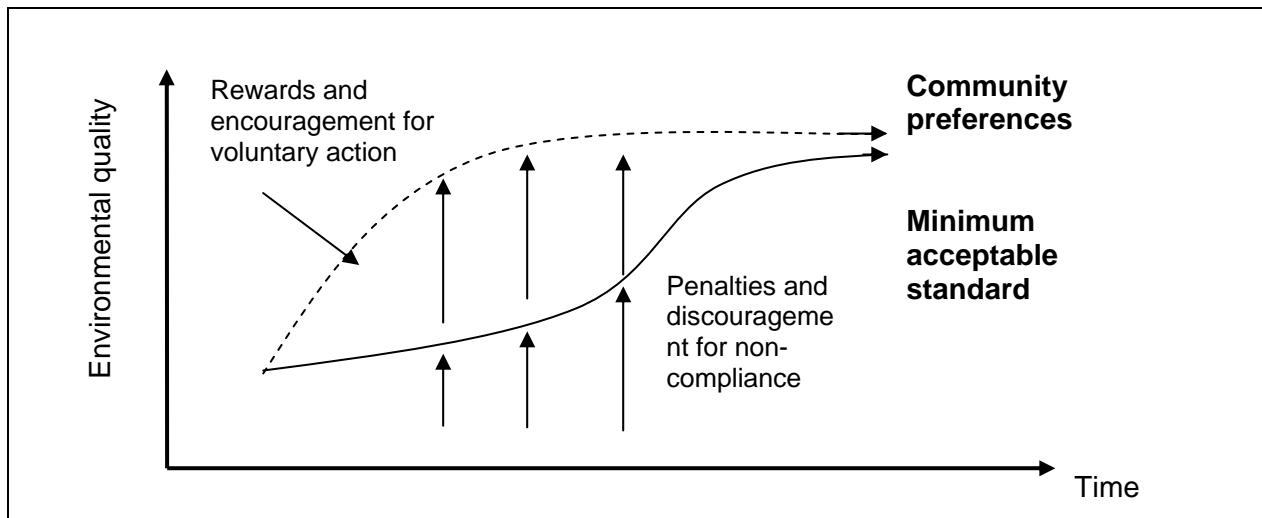 Environmental quality
Rewards and
encouragement for
voluntary action
Community
preferences
Minimum
acceptable
standard
Penalties and
discourageme
nt for non-
compliance
Time